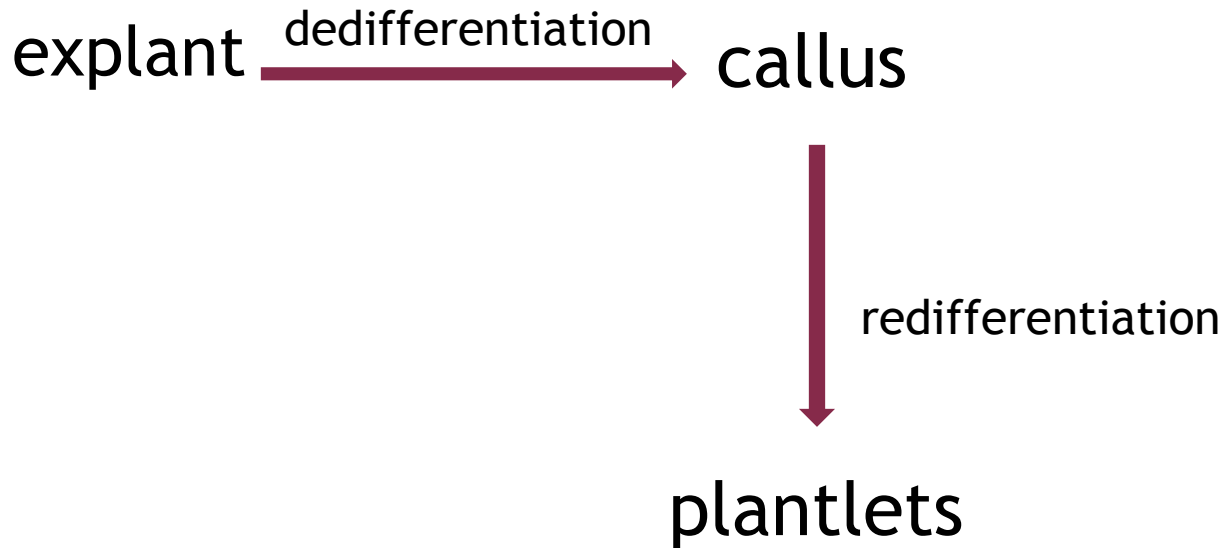 explant
dedifferentiation
callus
redifferentiation
plantlets